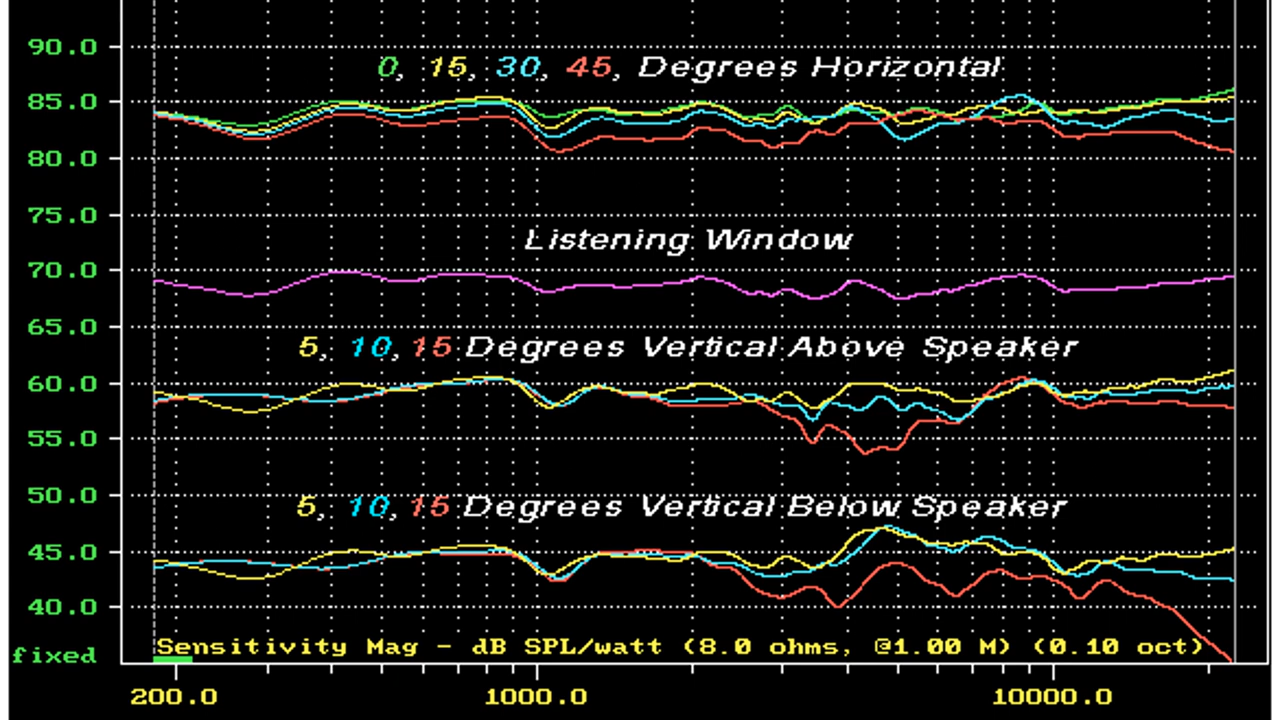 90.0
0, 15, 30, 45, Degrees Horizontal
85.0
80.0
75.0
Listening Window
70.0
65.0
5, 10, 15 Degrees Vertical Above Speaker
60.0
55.0
50.0
5, 10, 15 Degrees Vertical Below Speaker
45.0
40.0
Sensitivity Mag - dB SPL/watt (8.0 ohms, @1.00 M) (0.10 oct)
fixed
200.0 1000.0 10000.0